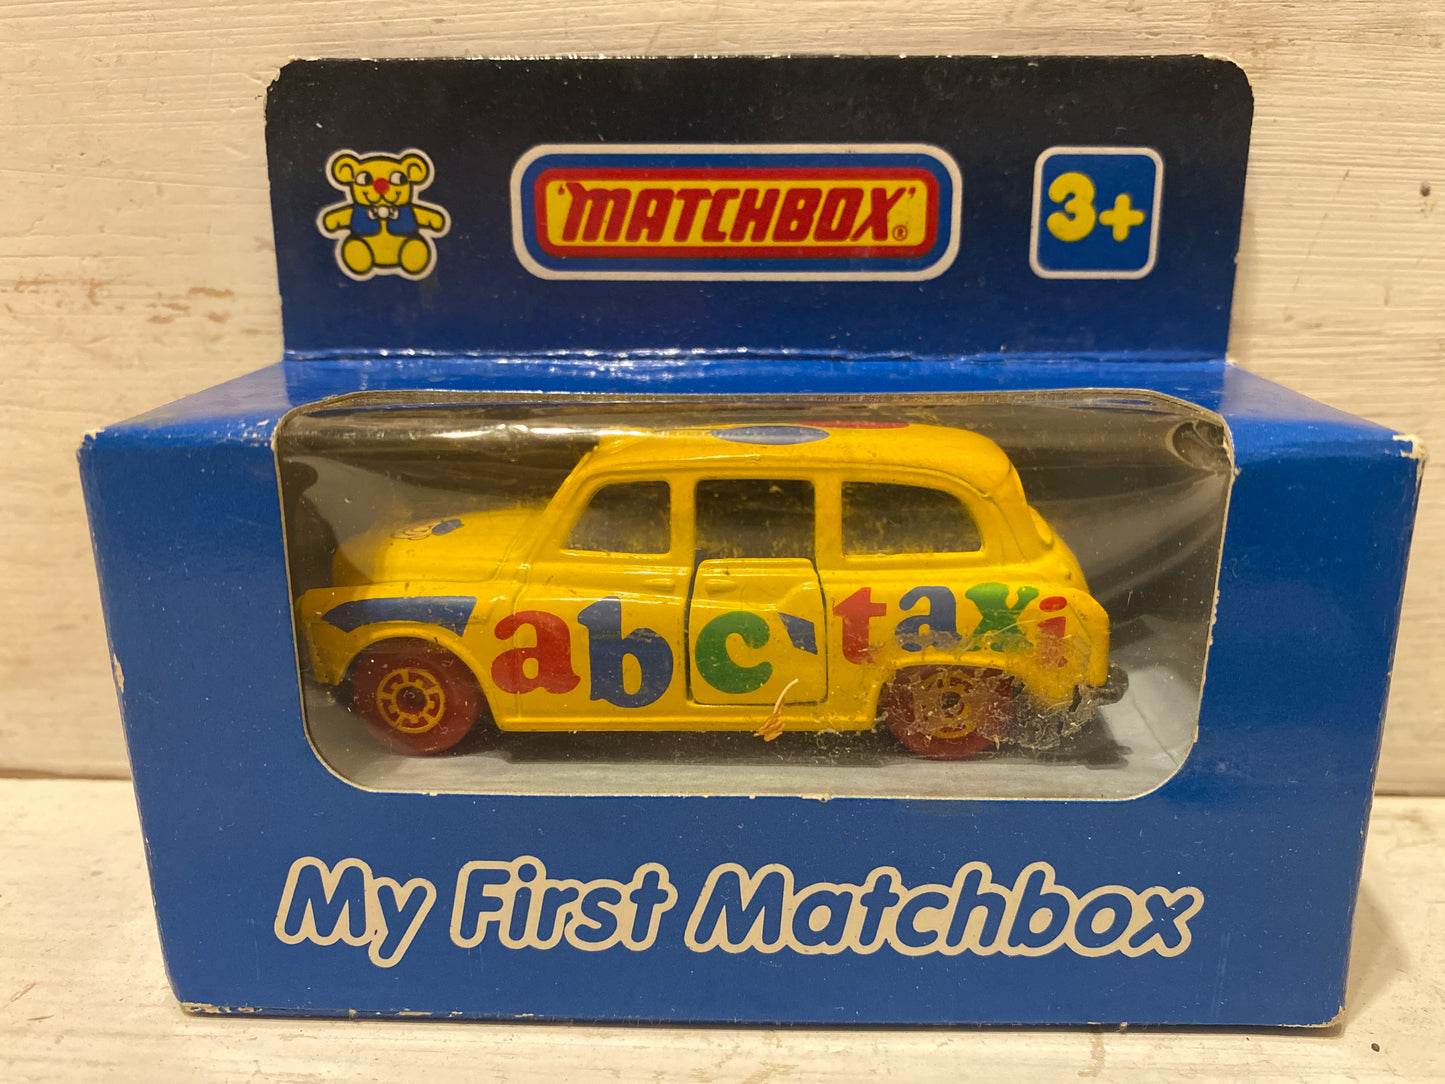 'MATCHBOX'®
3+
abc taxi
My First Matchbox